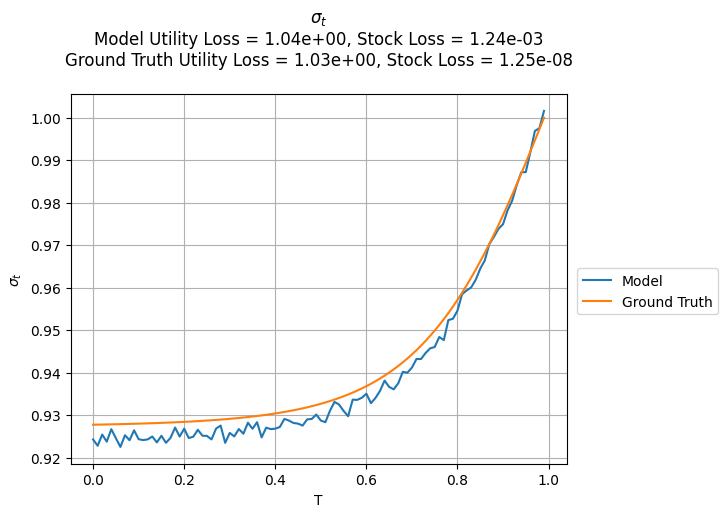 σₜ
Model Utility Loss = 1.04e+00, Stock Loss = 1.24e-03
Ground Truth Utility Loss = 1.03e+00, Stock Loss = 1.25e-08
1.00
0.99
0.98
0.97
0.96
0.95
0.94
0.93
0.92
σₜ
0.0 0.2 0.4 0.6 0.8 1.0
T
Model
Ground Truth